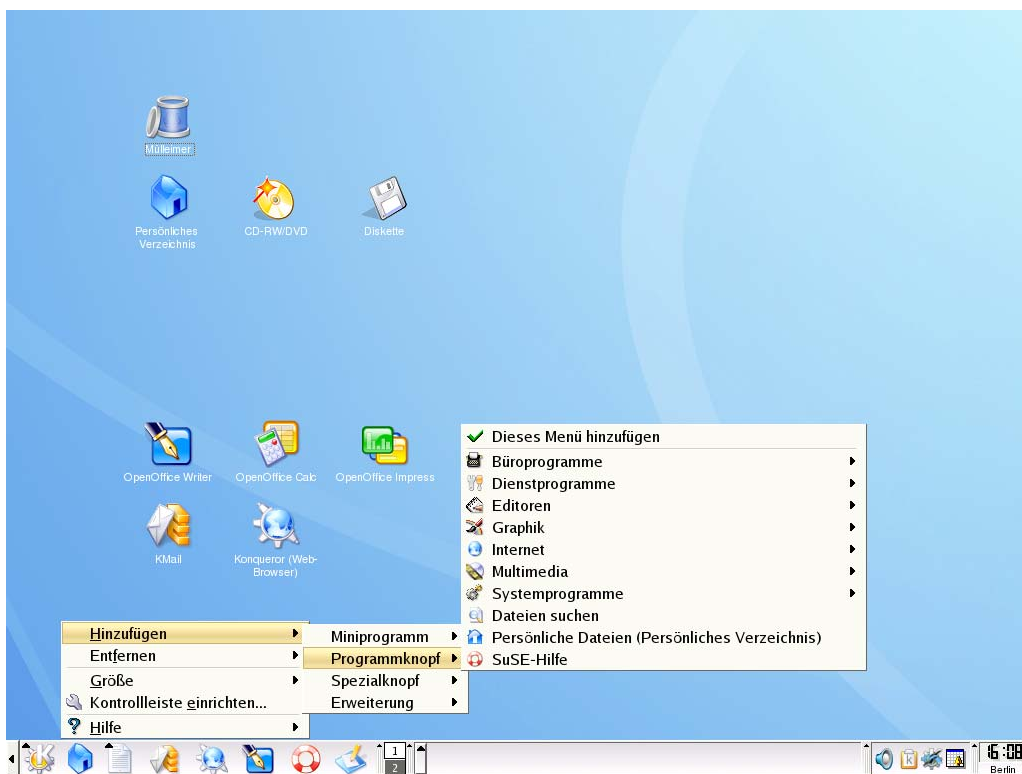 Mülleimer
Persönliches
Verzeichnis
CD-RW/DVD
Diskette
OpenOffice Writer
OpenOffice Calc
OpenOffice Impress
KMail
Konqueror (Web-
Browser)
Dieses Menü hinzufügen
Büroprogramme
Dienstprogramme
Editoren
Graphik
Internet
Multimedia
Systemprogramme
Dateien suchen
Persönliche Dateien (Persönliches Verzeichnis)
SuSE-Hilfe
Miniprogramm
Programmknopf
Spezialknopf
Erweiterung
Hinzufügen
Entfernen
Größe
Kontrollleiste einrichten...
Hilfe
1
2
16:08
Berlin